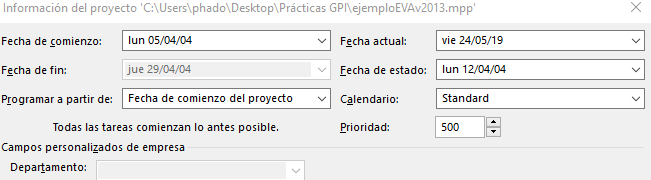 Información del proyecto 'C:\Users\phado\Desktop\Prácticas GPI\ejemploEVAv2013.mpp'
Fecha de comienzo: lun 05/04/04 Fecha actual: vie 24/05/19
Fecha de fin: jue 29/04/04 Fecha de estado: lun 12/04/04
Programar a partir de: Fecha de comienzo del proyecto Calendario: Standard
Todas las tareas comienzan lo antes posible. Prioridad: 500
Campos personalizados de empresa
Departamento: